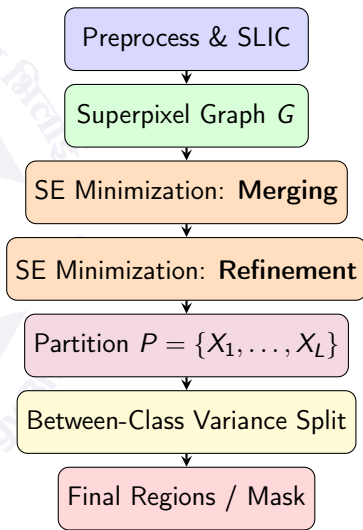 Preprocess & SLIC
Superpixel Graph G
SE Minimization: Merging
SE Minimization: Refinement
Partition P = {X₁, . . . , X_L}
Between-Class Variance Split
Final Regions / Mask